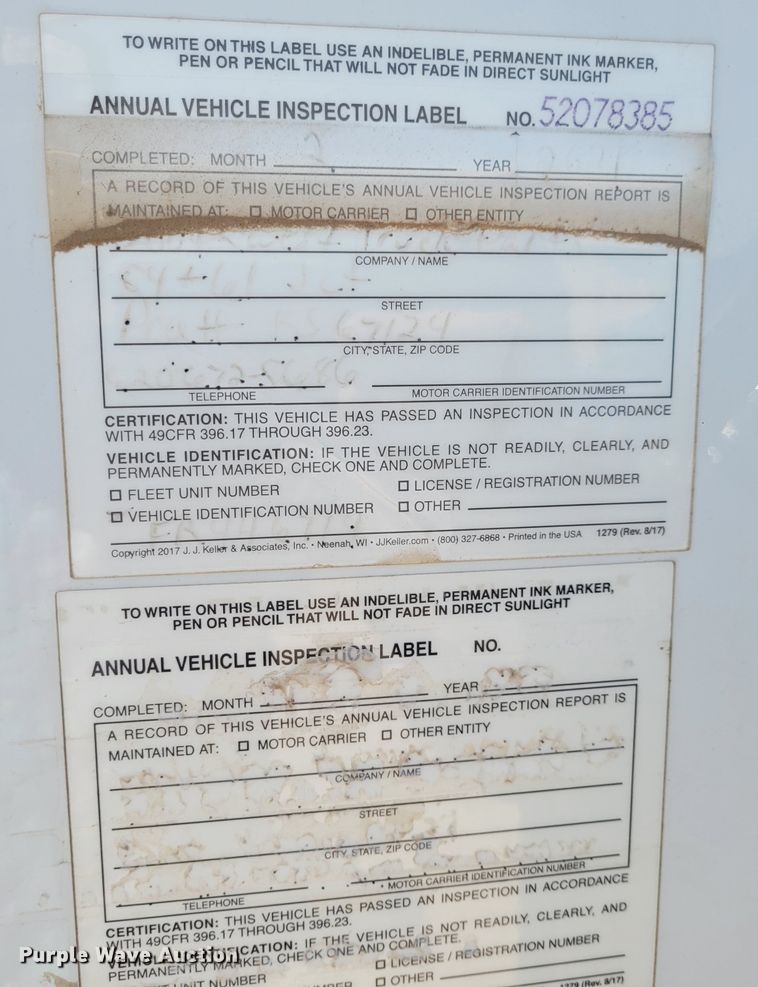 TO WRITE ON THIS LABEL USE AN INDELIBLE, PERMANENT INK MARKER,
PEN OR PENCIL THAT WILL NOT FADE IN DIRECT SUNLIGHT
ANNUAL VEHICLE INSPECTION LABEL NO. 52078385
COMPLETED: MONTH YEAR
A RECORD OF THIS VEHICLE'S ANNUAL VEHICLE INSPECTION REPORT IS
MAINTAINED AT: □ MOTOR CARRIER □ OTHER ENTITY
COMPANY / NAME
STREET
67124
CITY, STATE, ZIP CODE
TELEPHONE MOTOR CARRIER IDENTIFICATION NUMBER
CERTIFICATION: THIS VEHICLE HAS PASSED AN INSPECTION IN ACCORDANCE
WITH 49CFR 396.17 THROUGH 396.23.
VEHICLE IDENTIFICATION: IF THE VEHICLE IS NOT READILY, CLEARLY, AND
PERMANENTLY MARKED, CHECK ONE AND COMPLETE.
□ FLEET UNIT NUMBER □ LICENSE / REGISTRATION NUMBER
□ VEHICLE IDENTIFICATION NUMBER □ OTHER
Copyright 2017 J. J. Keller & Associates, Inc. • Neenah, WI • JJKeller.com • (800) 327-6868 • Printed in the USA 1279 (Rev. 8/17)
TO WRITE ON THIS LABEL USE AN INDELIBLE, PERMANENT INK MARKER,
PEN OR PENCIL THAT WILL NOT FADE IN DIRECT SUNLIGHT
ANNUAL VEHICLE INSPECTION LABEL NO.
COMPLETED: MONTH YEAR
A RECORD OF THIS VEHICLE'S ANNUAL VEHICLE INSPECTION REPORT IS
MAINTAINED AT: □ MOTOR CARRIER □ OTHER ENTITY
COMPANY / NAME
STREET
CITY, STATE, ZIP CODE
TELEPHONE MOTOR CARRIER IDENTIFICATION NUMBER
CERTIFICATION: THIS VEHICLE HAS PASSED AN INSPECTION IN ACCORDANCE
WITH 49CFR 396.17 THROUGH 396.23.
VEHICLE IDENTIFICATION: IF THE VEHICLE IS NOT READILY, CLEARLY, AND
PERMANENTLY MARKED, CHECK ONE AND COMPLETE.
UNIT NUMBER □ LICENSE / REGISTRATION NUMBER
□ OTHER
1279 (Rev. 8/17)
Purple Wave Auction